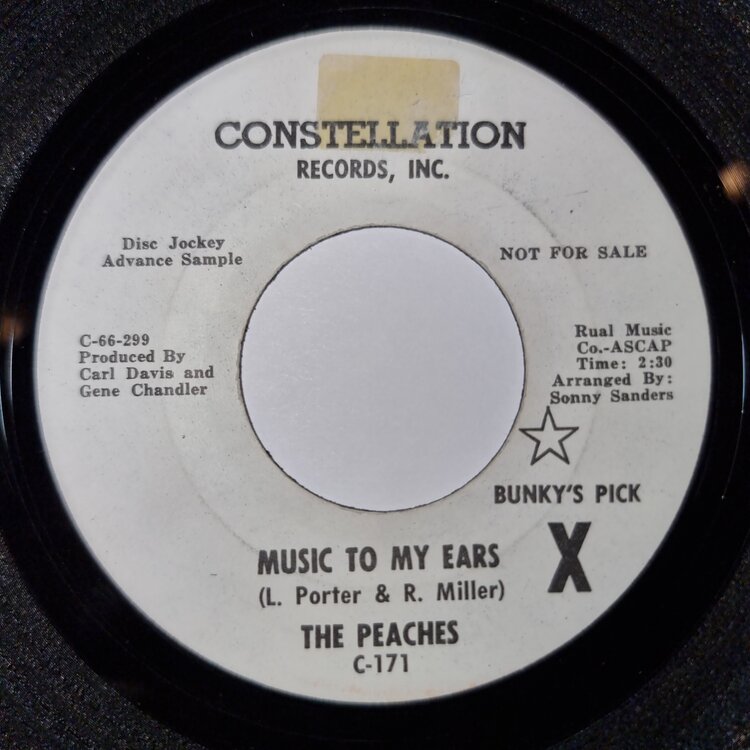 CONSTELLATION
RECORDS, INC.
Disc Jockey
Advance Sample
NOT FOR SALE
C-66-299
Produced By
Carl Davis and
Gene Chandler
Rual Music
Co.-ASCAP
Time: 2:30
Arranged By:
Sonny Sanders
BUNKY'S PICK
X
MUSIC TO MY EARS
(L. Porter & R. Miller)
THE PEACHES
C-171